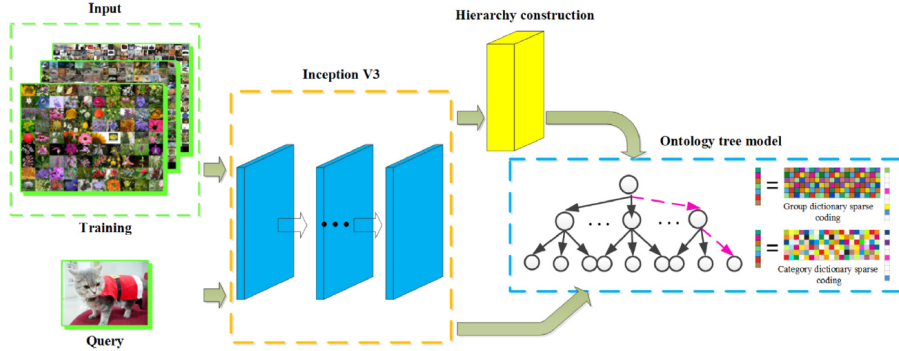 Input
Hierarchy construction
Inception V3
Ontology tree model
Group dictionary sparse
coding
Category dictionary sparse
coding
Training
Query